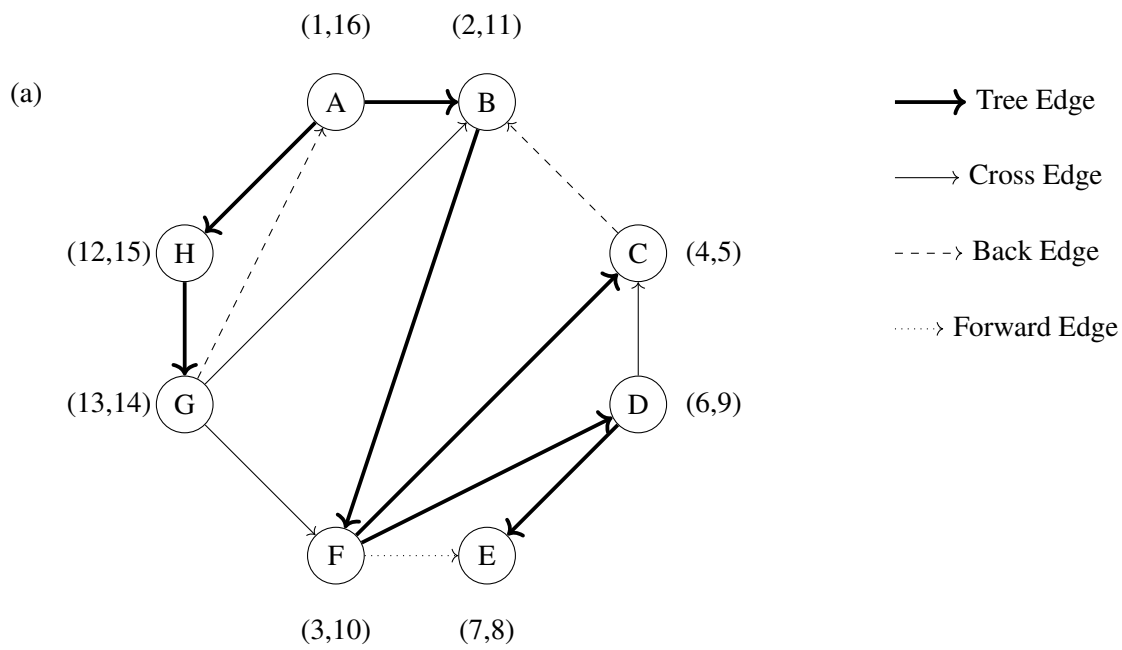 (1,16) (2,11)
(a)
A B
Tree Edge
Cross Edge
(12,15) H C (4,5)
Back Edge
Forward Edge
(13,14) G D (6,9)
F E
(3,10) (7,8)